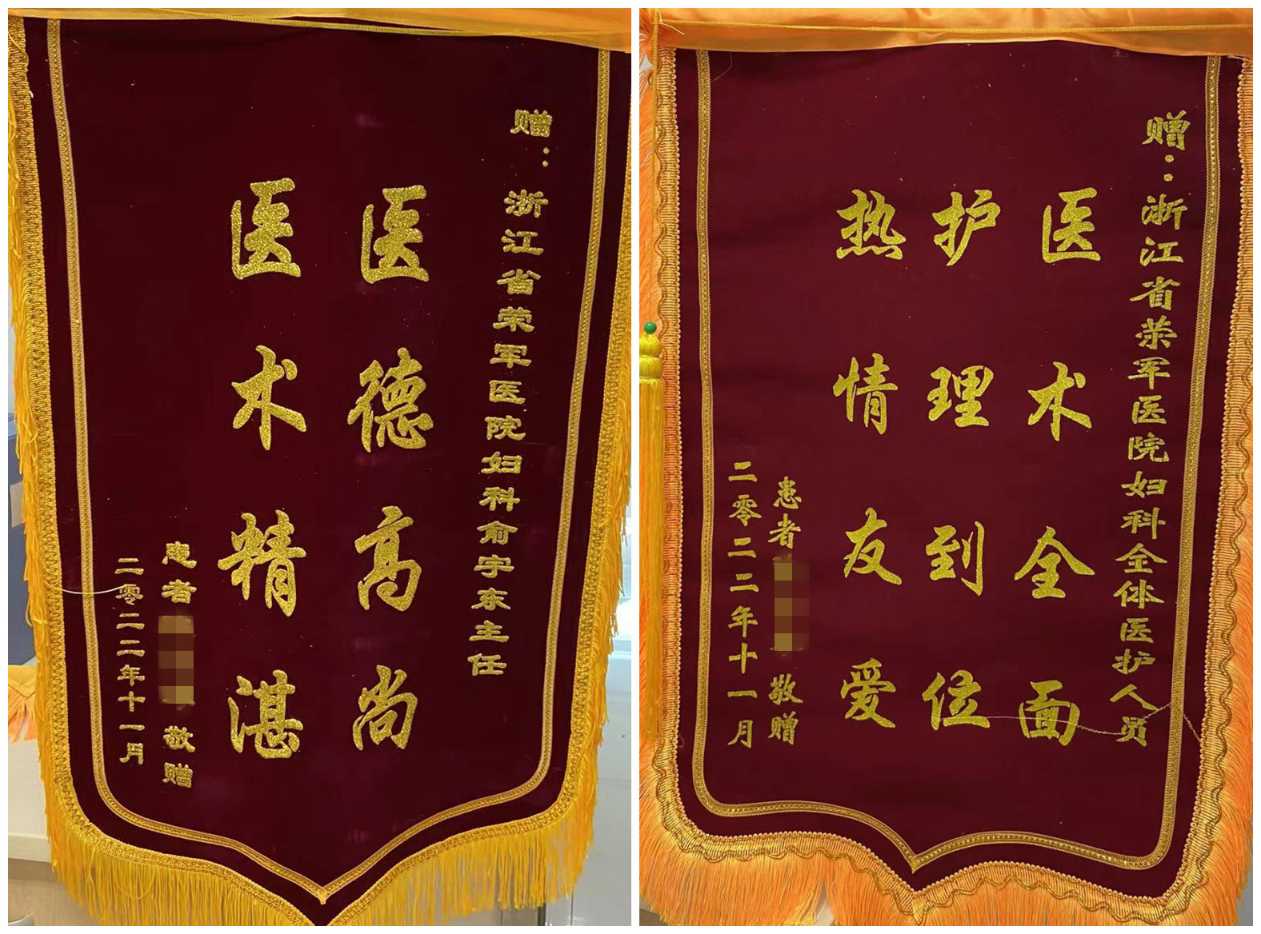 赠：浙江省荣军医院妇科俞宇东主任
医德高尚
医术精湛
患者 敬赠
二零二二年十一月
赠：浙江省荣军医院妇科全体医护人员
医术全面
护理到位
热情友爱
患者 敬赠
二零二二年十一月